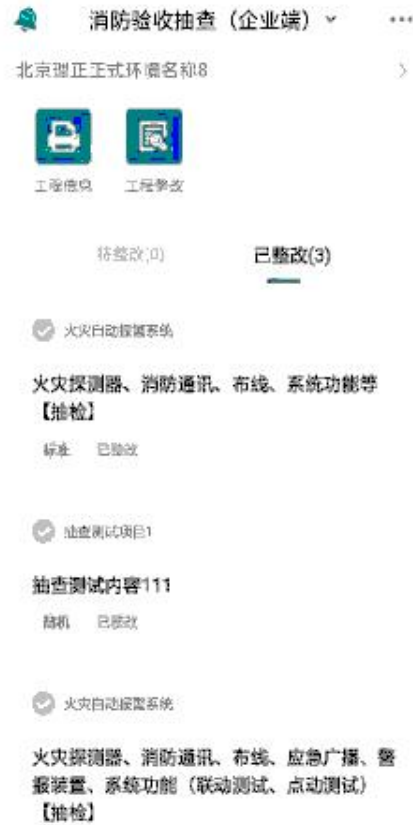 消防验收抽查（企业端）
北京理正正式环境名称8
工程信息 工程整改
待整改(0) 已整改(3)
火灾自动报警系统
火灾探测器、消防通讯、布线、系统功能等
【抽检】
标准 已整改
抽查测试项目1
抽查测试内容111
随机 已整改
火灾自动报警系统
火灾探测器、消防通讯、布线、应急广播、警
报装置、系统功能（联动测试、点动测试）
【抽检】